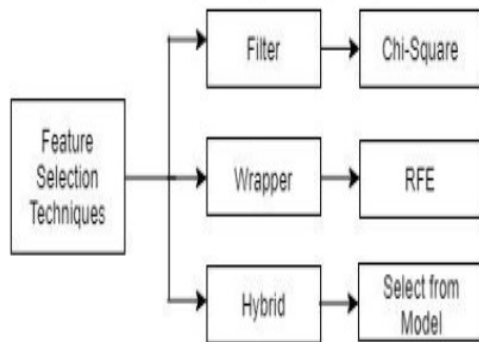 Feature
Selection
Techniques
Filter
Chi-Square
Wrapper
RFE
Hybrid
Select from
Model